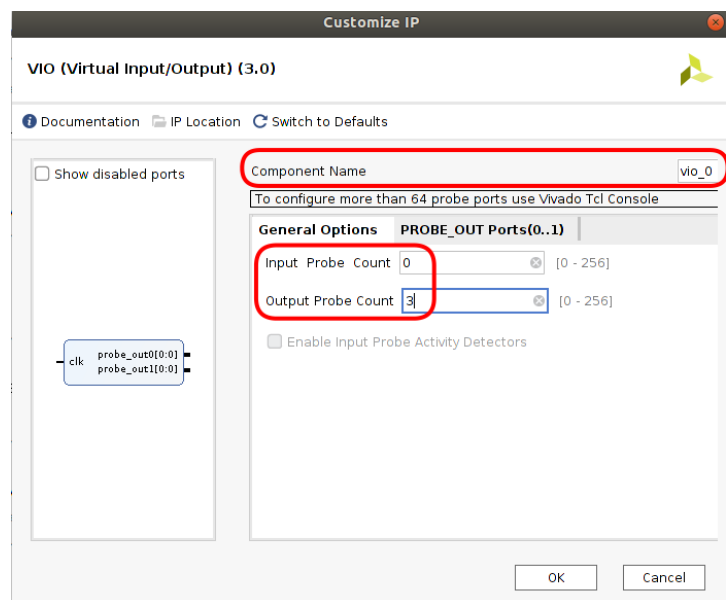 Customize IP
VIO (Virtual Input/Output) (3.0)
Documentation IP Location Switch to Defaults
Show disabled ports
clk
probe_out0[0:0]
probe_out1[0:0]
Component Name vio_0
To configure more than 64 probe ports use Vivado Tcl Console
General Options PROBE_OUT Ports(0..1)
Input Probe Count 0 [0 - 256]
Output Probe Count 3 [0 - 256]
Enable Input Probe Activity Detectors
OK Cancel